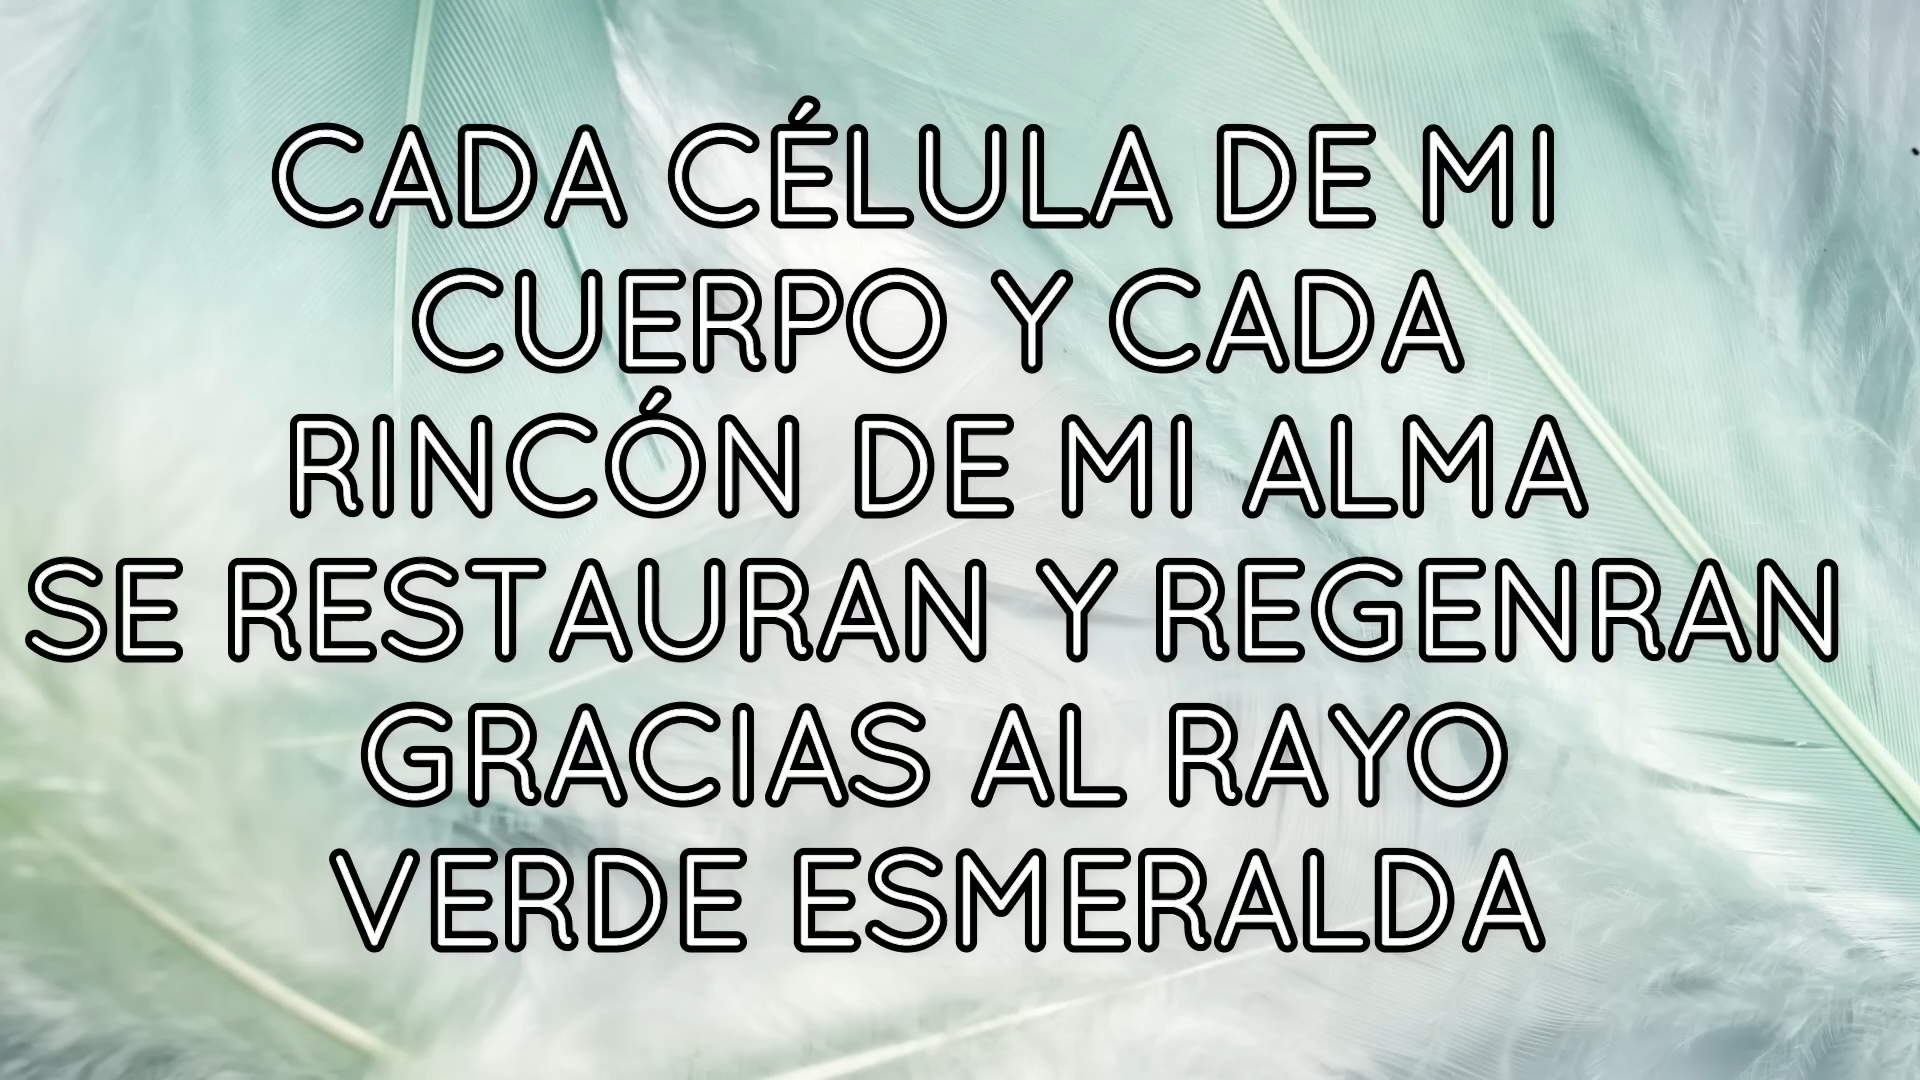 CADA CÉLULA DE MI
CUERPO Y CADA
RINCÓN DE MI ALMA
SE RESTAURAN Y REGENRAN
GRACIAS AL RAYO
VERDE ESMERALDA